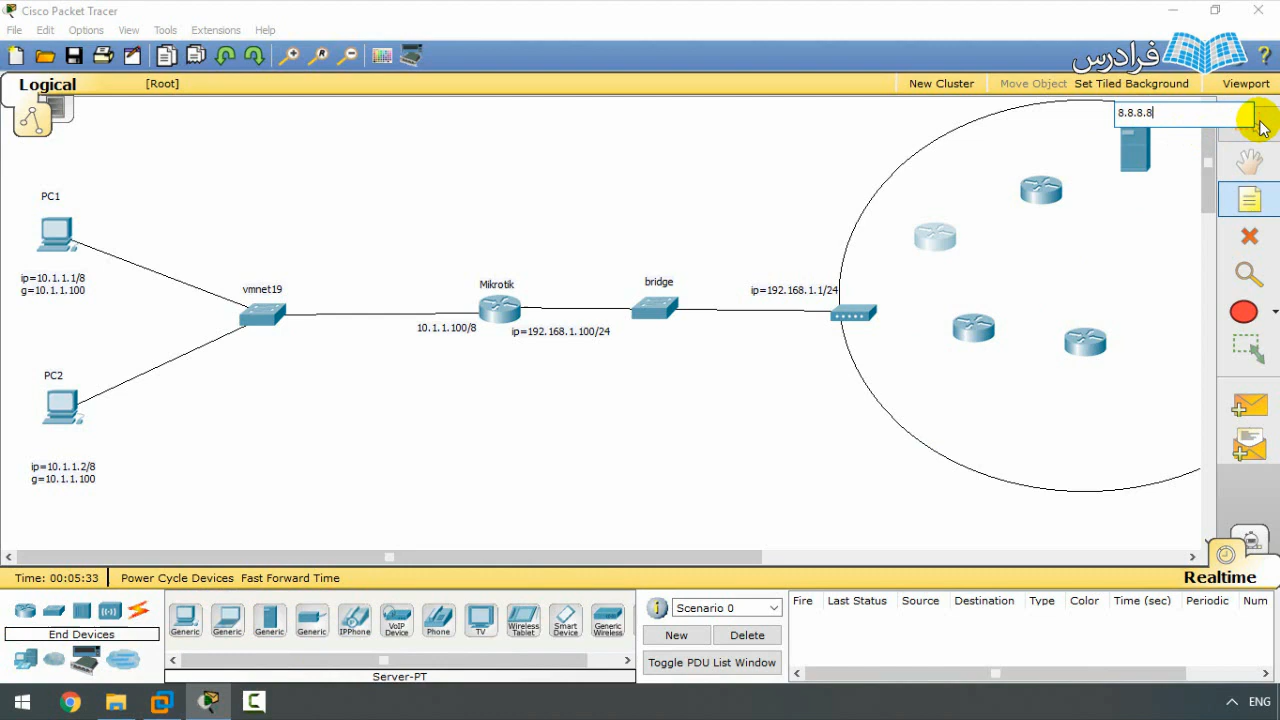 Cisco Packet Tracer
File Edit Options View Tools Extensions Help
فرادرس
Logical [Root] New Cluster Move Object Set Tiled Background Viewport
8.8.8.8
PC1
ip=10.1.1.1/8
g=10.1.1.100
vmnet19
Mikrotik
bridge
ip=192.168.1.1/24
10.1.1.100/8
ip=192.168.1.100/24
PC2
ip=10.1.1.2/8
g=10.1.1.100
Realtime
Time: 00:05:33 Power Cycle Devices Fast Forward Time
End Devices
Generic Generic Generic Generic IPPhone VoIP Device Phone TV Wireless Tablet Smart Device Generic Wireless
Server-PT
Scenario 0
New Delete
Toggle PDU List Window
Fire Last Status Source Destination Type Color Time (sec) Periodic Num
ENG